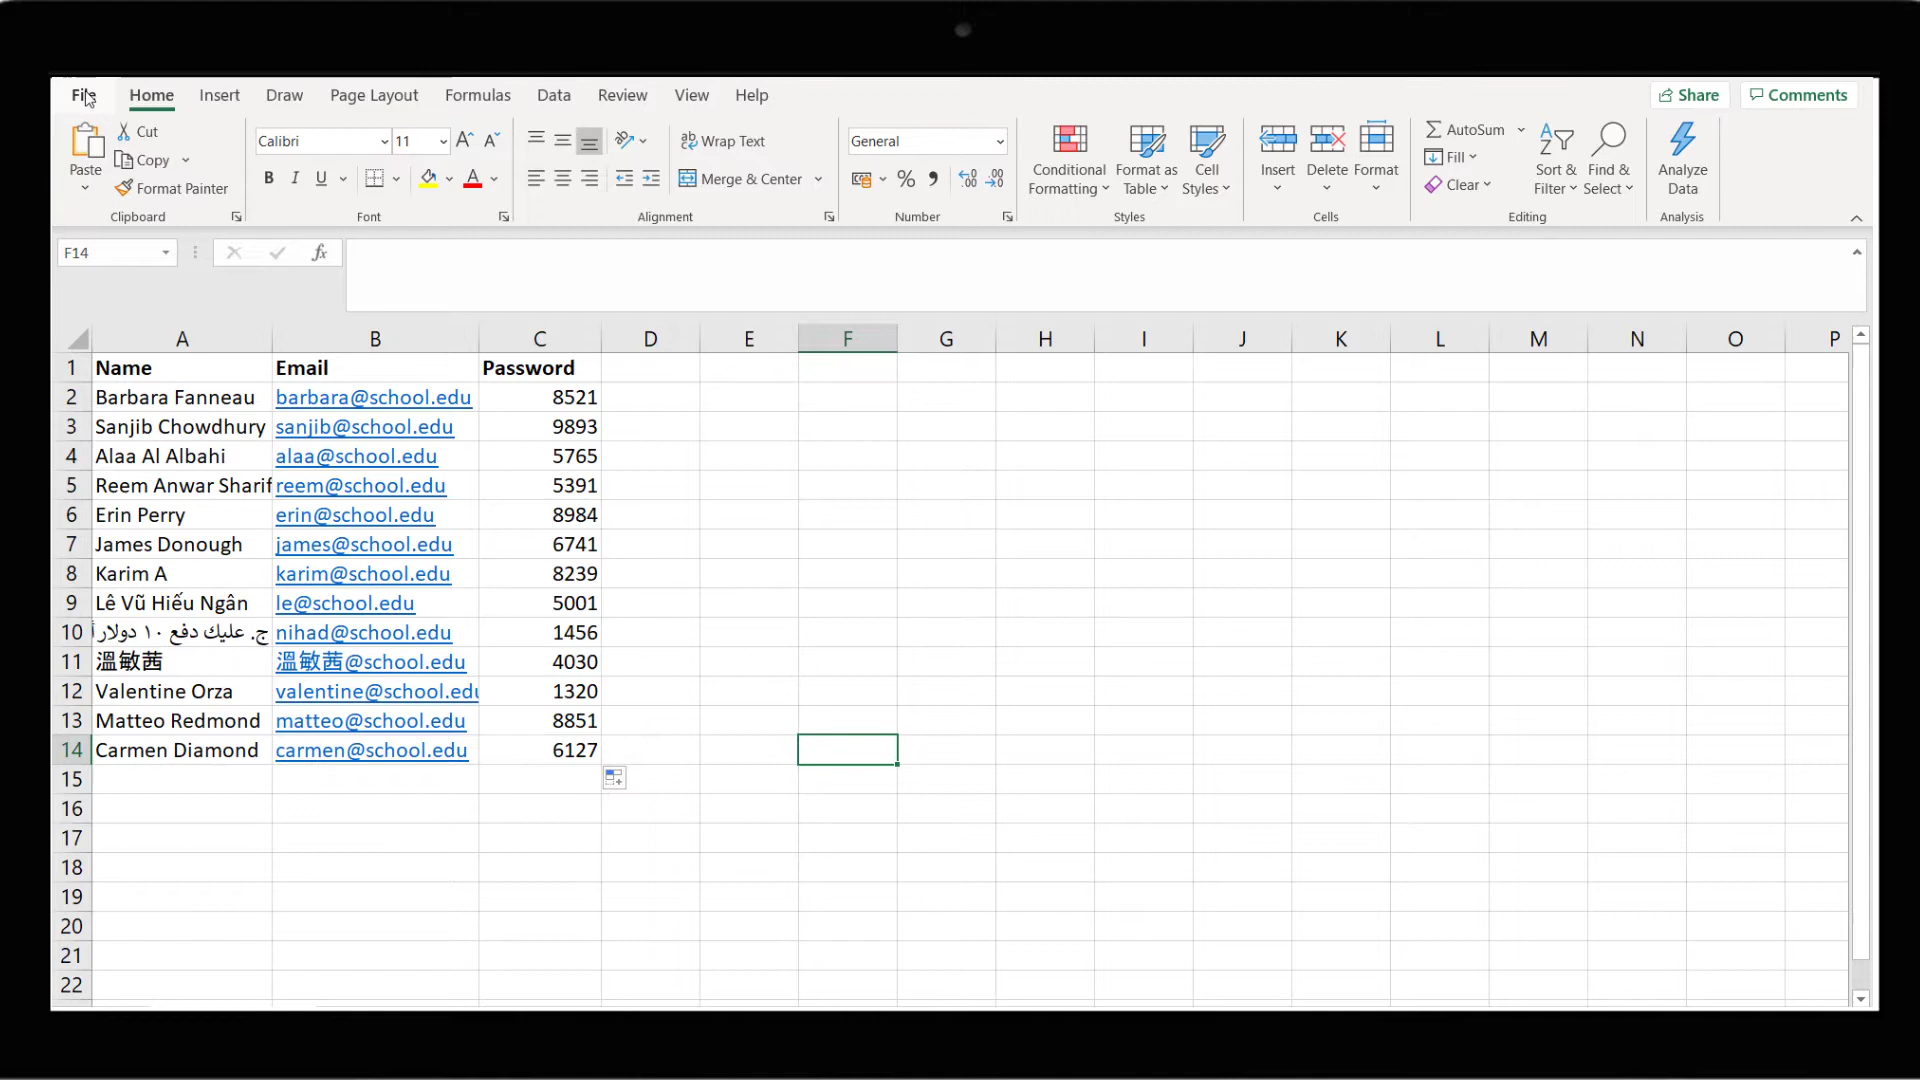 File Home Insert Draw Page Layout Formulas Data Review View Help Share Comments
Paste
Cut
Copy
Format Painter
Clipboard
Calibri 11
B I U A
Font
Wrap Text
Merge & Center
Alignment
General
% 
Number
Conditional Formatting
Format as Table
Cell Styles
Styles
Insert
Delete
Format
Cells
AutoSum
Fill
Clear
Sort & Filter
Find & Select
Editing
Analyze Data
Analysis
F14 fx
A B C D E F G H I J K L M N O P
1 Name Email Password
2 Barbara Fanneau barbara@school.edu 8521
3 Sanjib Chowdhury sanjib@school.edu 9893
4 Alaa Al Albahi alaa@school.edu 5765
5 Reem Anwar Sharif reem@school.edu 5391
6 Erin Perry erin@school.edu 8984
7 James Donough james@school.edu 6741
8 Karim A karim@school.edu 8239
9 Lê Vũ Hiếu Ngân le@school.edu 5001
10 ج. عليك دفع ١٠ دولار nihad@school.edu 1456
11 溫敏茜 溫敏茜@school.edu 4030
12 Valentine Orza valentine@school.edu 1320
13 Matteo Redmond matteo@school.edu 8851
14 Carmen Diamond carmen@school.edu 6127
15
16
17
18
19
20
21
22